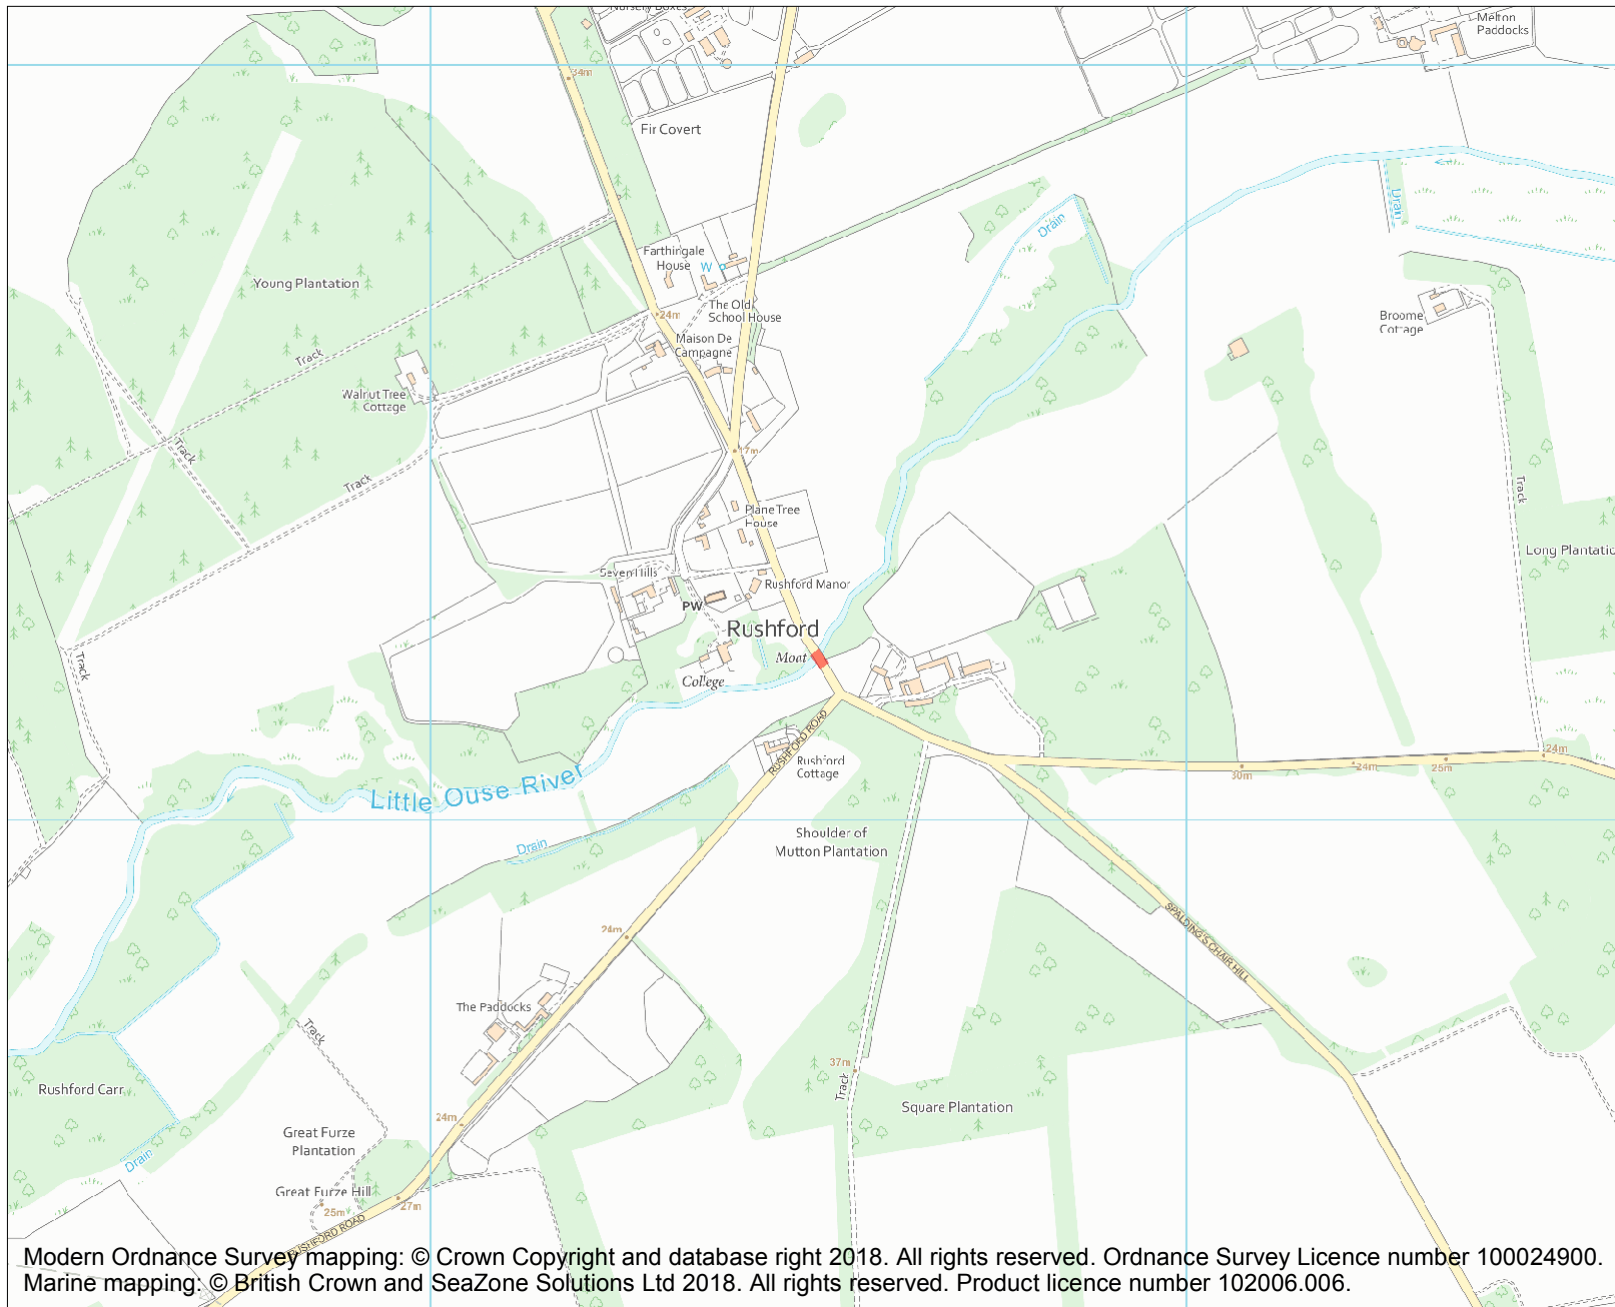 Nursery Boxes
Melton
Paddocks
34m
Fir Covert
Drain
Drain
Farthingale
House
W
Young Plantation
The Old
School House
24m
Broome
Cottage
Maison De
Campagne
Track
Walnut Tree
Cottage
17m
Track
Track
Track
Plane Tree
House
Long Plantatio
Seven Hills
Rushford Manor
PW
Rushford
Moat
Track
College
RUSHFORD ROAD
24m
Rushford
Cottage
30m
24m
25m
Little Ouse River
Shoulder of
Mutton Plantation
Drain
24m
SPALDING'S CHAIR HILL
The Paddocks
Track
37m
Track
Rushford Carr
Square Plantation
24m
Great Furze
Plantation
Drain
Great Furze Hill
25m
27m
RUSHFORD ROAD
Modern Ordnance Survey mapping: © Crown Copyright and database right 2018. All rights reserved. Ordnance Survey Licence number 100024900.
Marine mapping: © British Crown and SeaZone Solutions Ltd 2018. All rights reserved. Product licence number 102006.006.